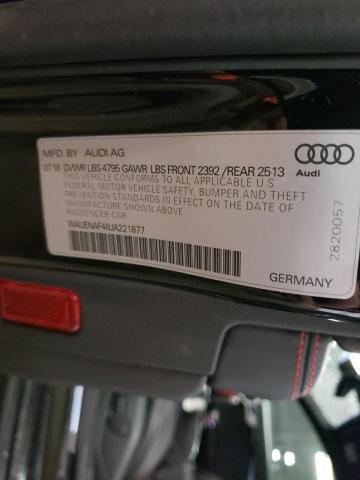 MFD. BY AUDI AG
07.18 GVWR LBS 4795 GAWR LBS FRONT 2392 /REAR 2513
THIS VEHICLE CONFORMS TO ALL APPLICABLE U S
FEDERAL MOTOR VEHICLE SAFETY, BUMPER AND THEFT
PREVENTION STANDARDS IN EFFECT ON THE DATE OF
MANUFACTURE SHOWN ABOVE
PASSENGER CAR
WAUENAF48JA221877
Audi
2820057
GERMANY